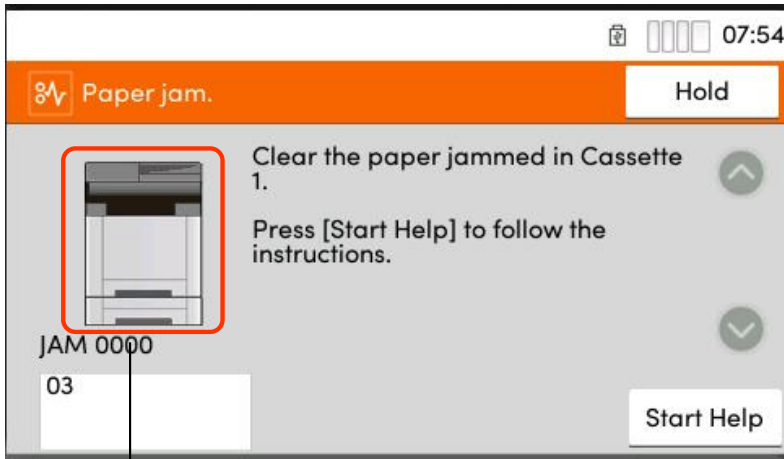 07:54
Paper jam.
Hold
Clear the paper jammed in Cassette
1.
Press [Start Help] to follow the
instructions.
JAM 0000
03
Start Help